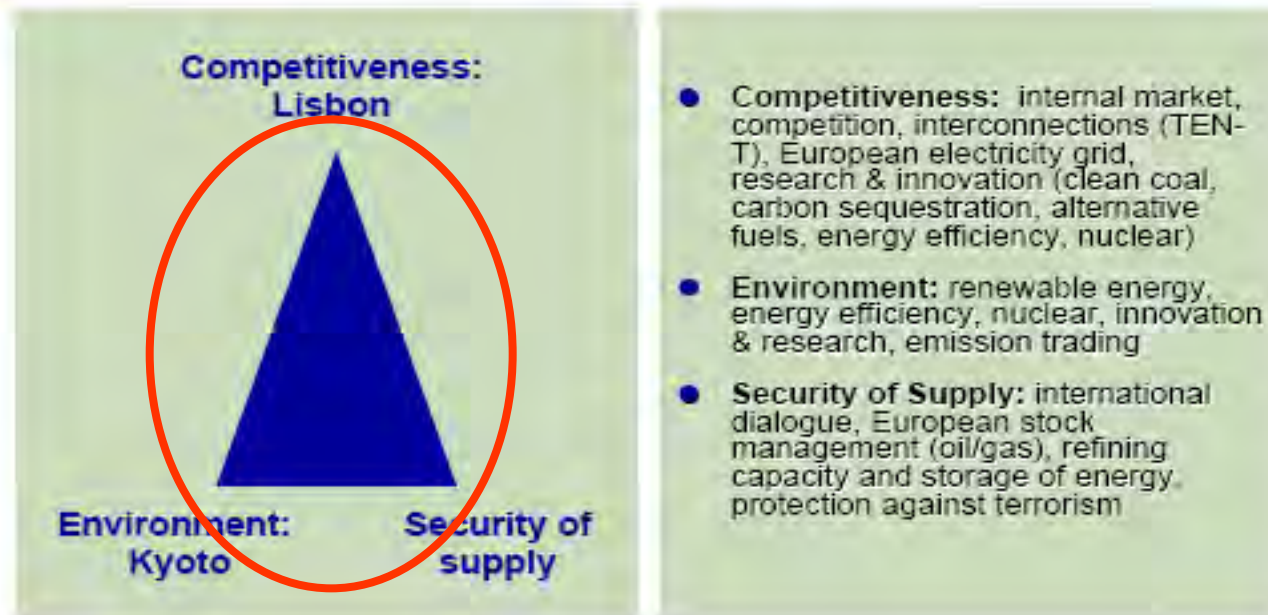 Competitiveness:
Lisbon
Environment:
Kyoto
Security of
supply
● Competitiveness: internal market,
competition, interconnections (TEN-
T), European electricity grid,
research & innovation (clean coal,
carbon sequestration, alternative
fuels, energy efficiency, nuclear)
● Environment: renewable energy,
energy efficiency, nuclear, innovation
& research, emission trading
● Security of Supply: international
dialogue, European stock
management (oil/gas), refining
capacity and storage of energy,
protection against terrorism